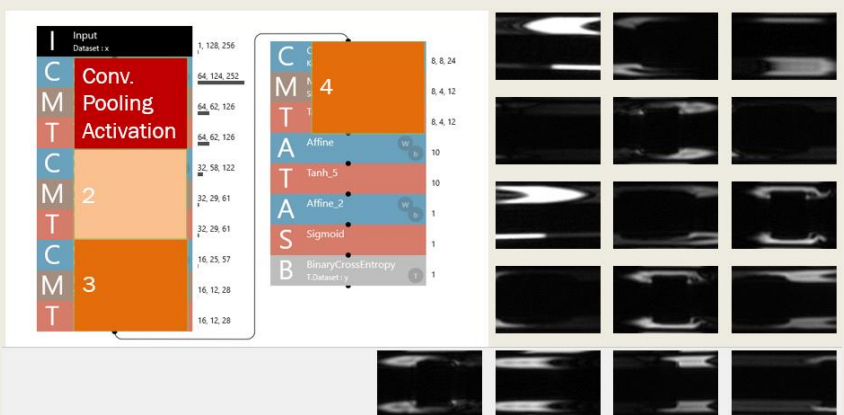 I
Input
Dataset : x
1, 128, 256
C
64, 124, 252
M
64, 62, 126
T
64, 62, 126
Conv.
Pooling
Activation
C
32, 58, 122
M
32, 29, 61
T
32, 29, 61
2
C
16, 25, 57
M
16, 12, 28
T
16, 12, 28
3
C
8, 8, 24
M
8, 4, 12
T
8, 4, 12
4
A
Affine
W
b
10
T
Tanh_5
10
A
Affine_2
W
b
1
S
Sigmoid
1
B
BinaryCrossEntropy
T.Dataset : y
T
1